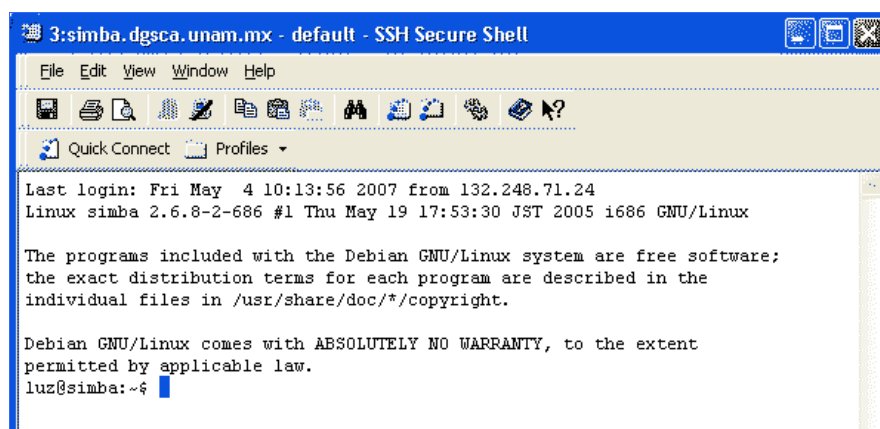 3:simba.dgsca.unam.mx - default - SSH Secure Shell
File Edit View Window Help
Quick Connect Profiles
Last login: Fri May  4 10:13:56 2007 from 132.248.71.24
Linux simba 2.6.8-2-686 #1 Thu May 19 17:53:30 JST 2005 i686 GNU/Linux
The programs included with the Debian GNU/Linux system are free software;
the exact distribution terms for each program are described in the
individual files in /usr/share/doc/*/copyright.
Debian GNU/Linux comes with ABSOLUTELY NO WARRANTY, to the extent
permitted by applicable law.
luz@simba:~$